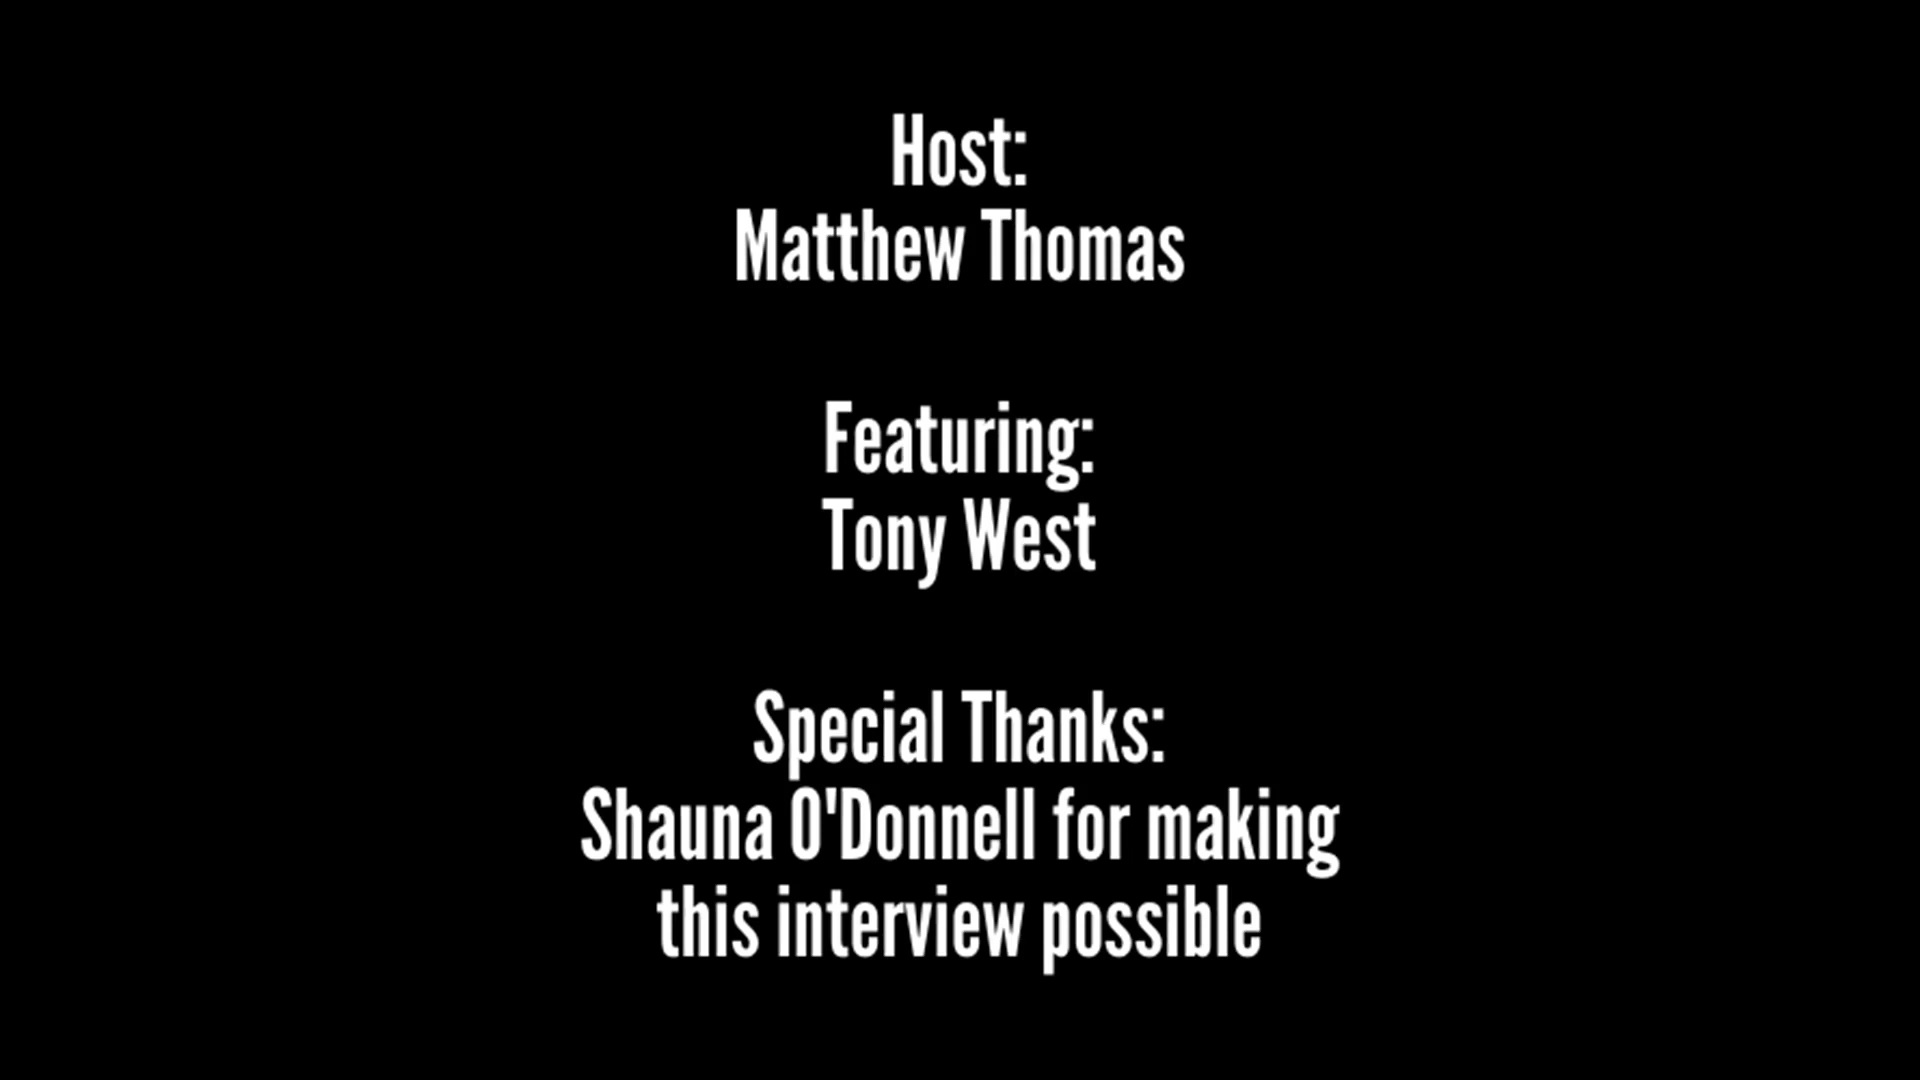 Host:
Matthew Thomas
Featuring:
Tony West
Special Thanks:
Shauna O'Donnell for making
this interview possible